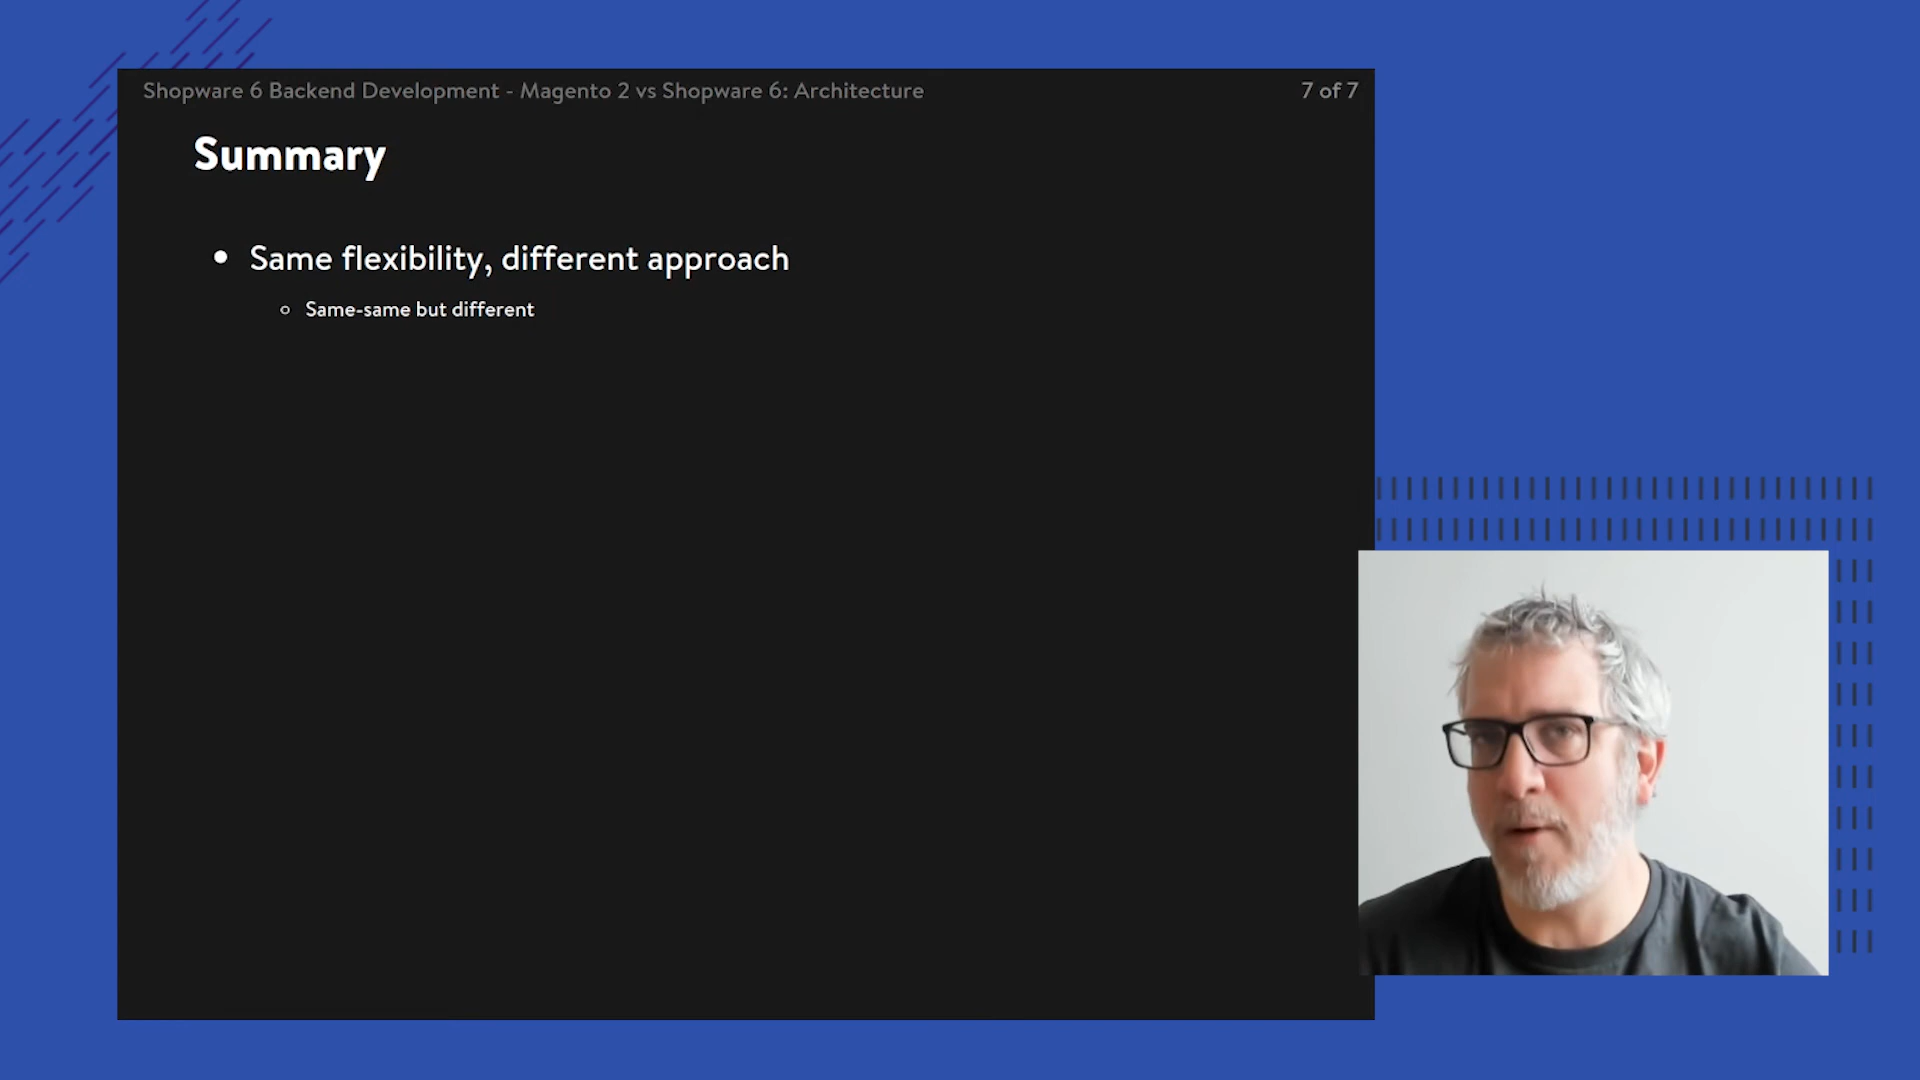 Shopware 6 Backend Development - Magento 2 vs Shopware 6: Architecture
7 of 7
Summary
Same flexibility, different approach
Same-same but different